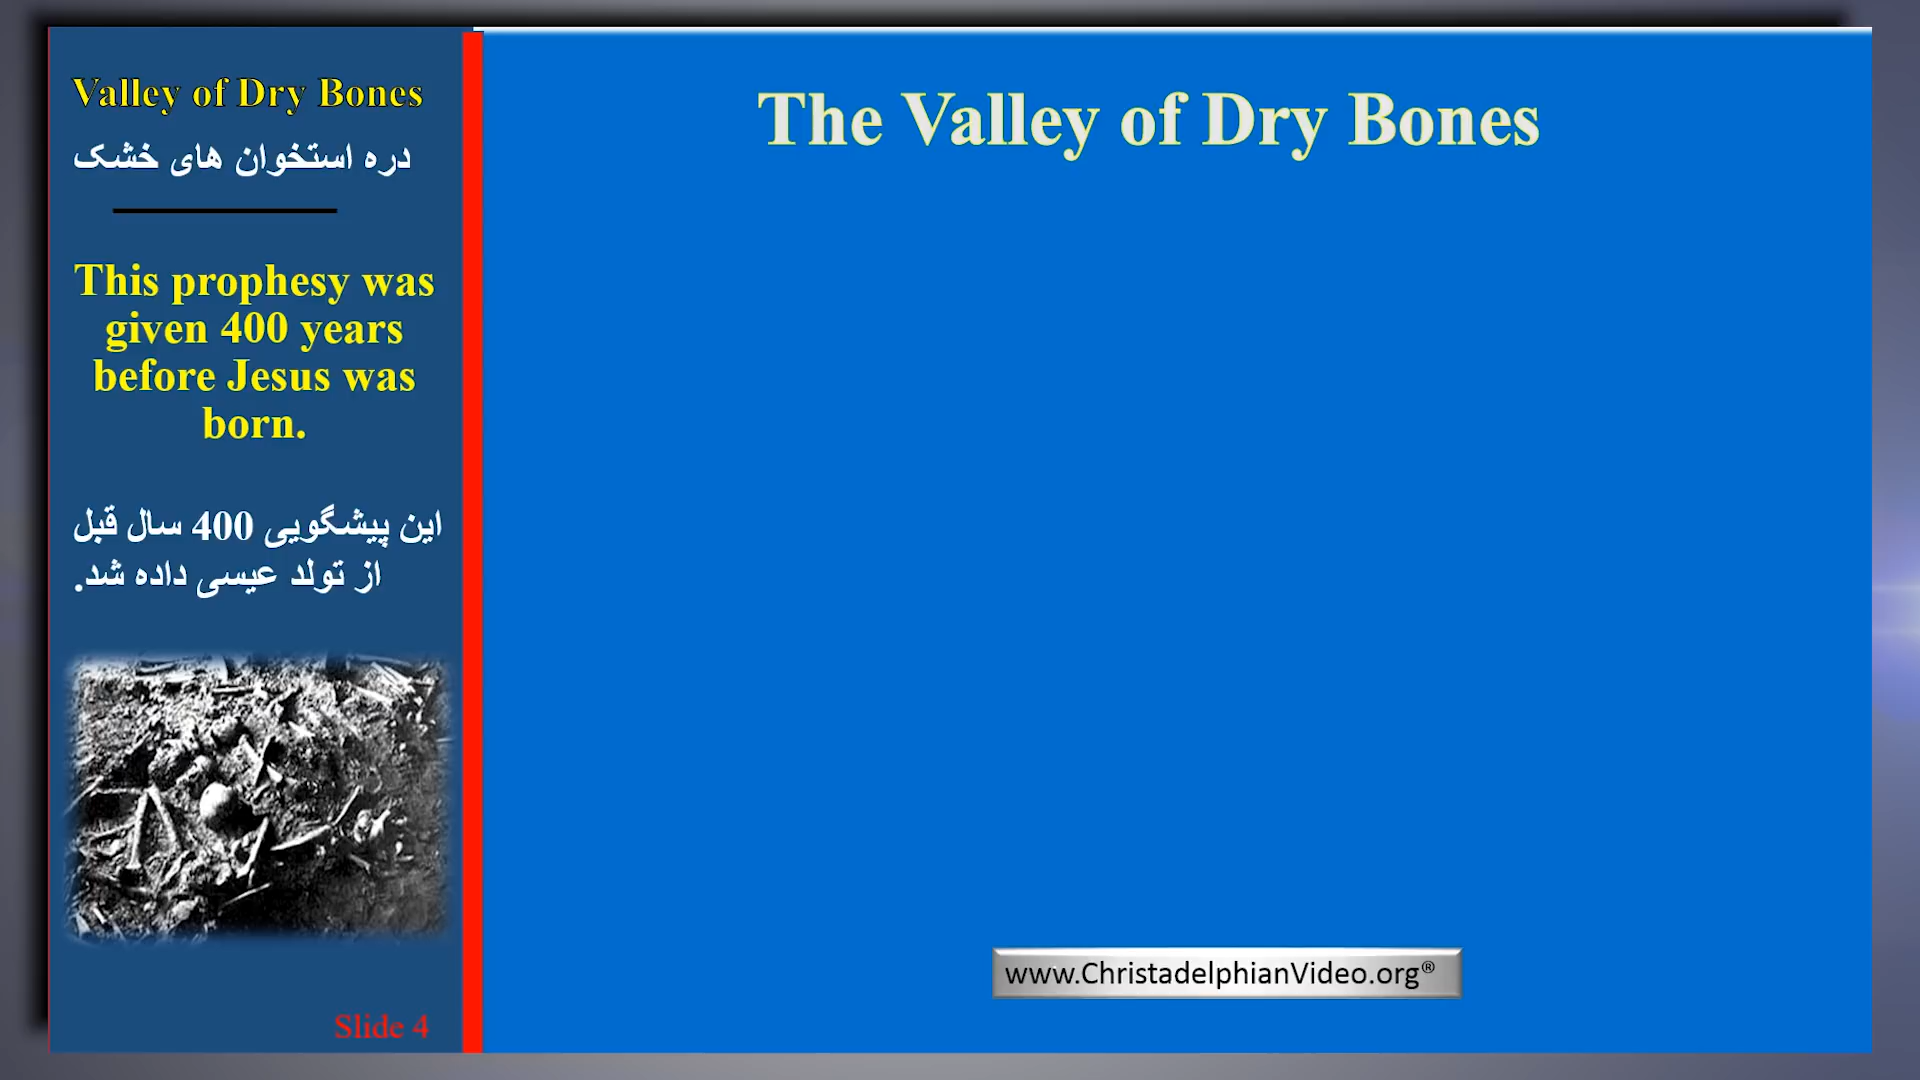 Valley of Dry Bones
دره استخوان های خشک
This prophesy was
given 400 years
before Jesus was
born.
این پیشگویی 400 سال قبل
از تولد عیسی داده شد.
Slide 4
The Valley of Dry Bones
www.ChristadelphianVideo.org®